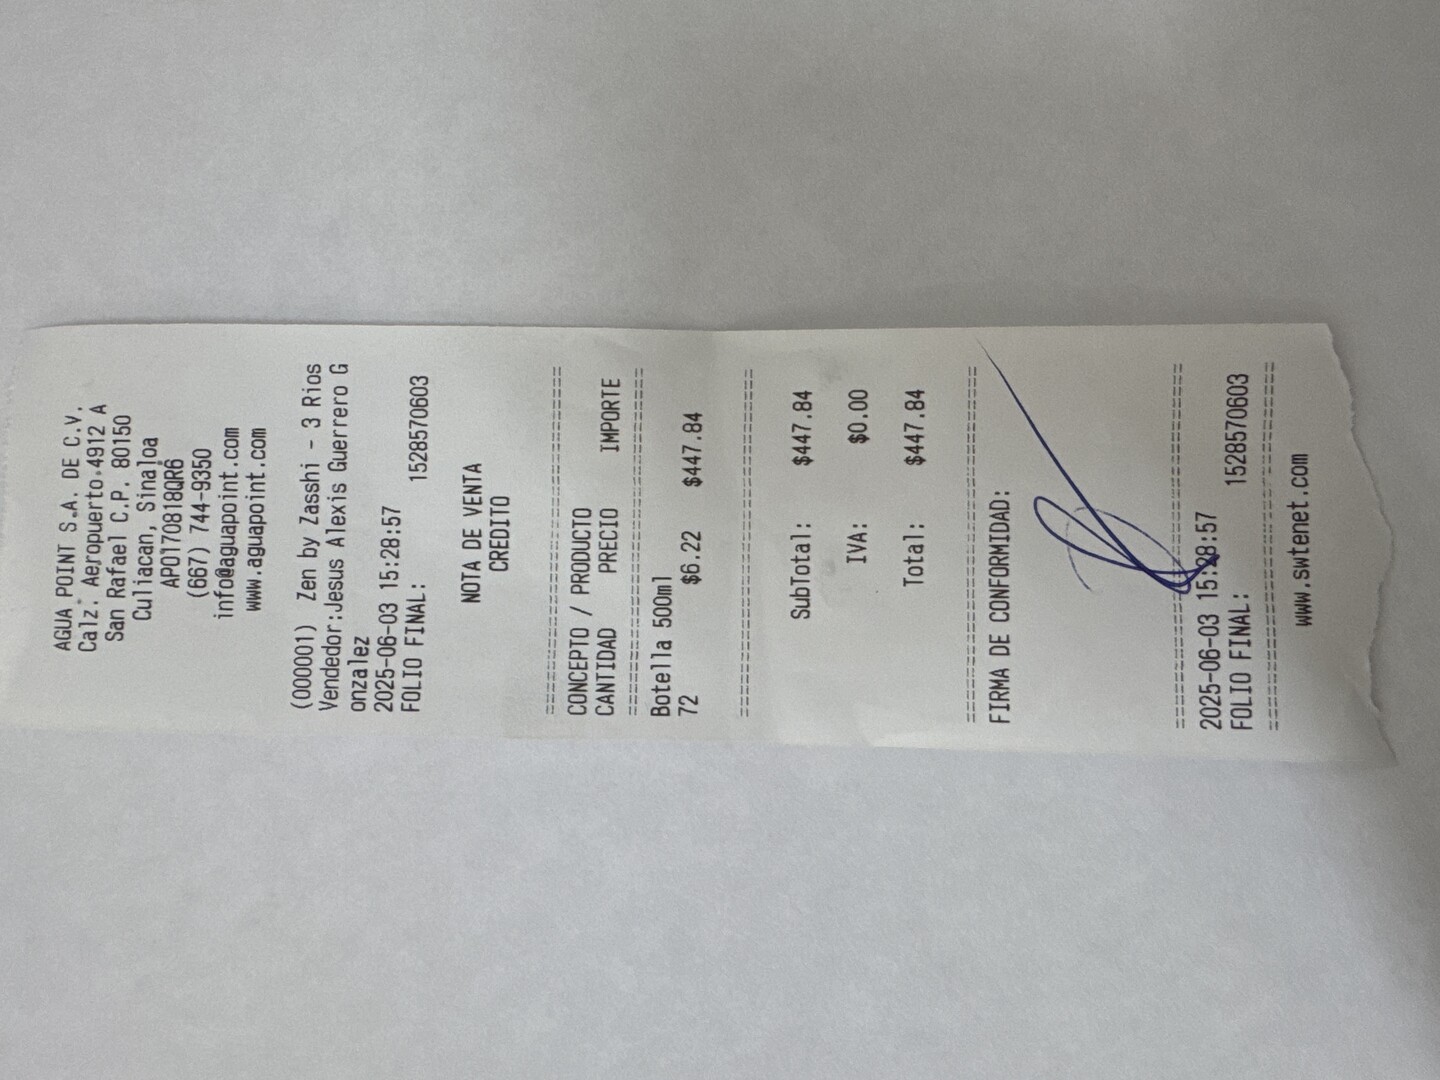 AGUA POINT S.A. DE C.V.
Calz. Aeropuerto 4912 A
San Rafael C.P. 80150
Culiacan, Sinaloa
APO170818QR6
(667) 744-9350
info@aguapoint.com
www.aguapoint.com
(000001) Zen by Zasshi - 3 Rios
Vendedor:Jesus Alexis Guerrero G
onzalez
2025-06-03 15:28:57
FOLIO FINAL: 1528570603
NOTA DE VENTA
CREDITO
================================
CONCEPTO / PRODUCTO
CANTIDAD PRECIO IMPORTE
================================
Botella 500ml
72 $6.22 $447.84
================================
SubTotal: $447.84
IVA: $0.00
Total: $447.84
================================
FIRMA DE CONFORMIDAD:
================================
2025-06-03 15:28:57
FOLIO FINAL: 1528570603
================================
www.swtenet.com